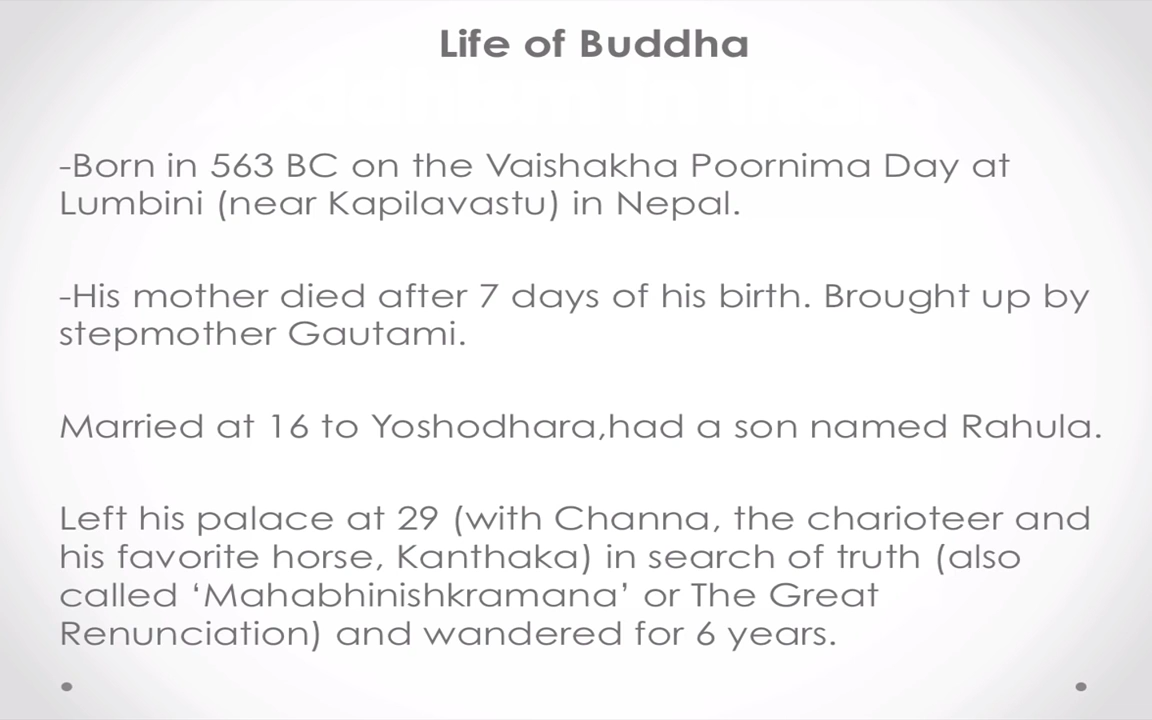 Life of Buddha
-Born in 563 BC on the Vaishakha Poornima Day at
Lumbini (near Kapilavastu) in Nepal.
-His mother died after 7 days of his birth. Brought up by
stepmother Gautami.
Married at 16 to Yoshodhara,had a son named Rahula.
Left his palace at 29 (with Channa, the charioteer and
his favorite horse, Kanthaka) in search of truth (also
called ‘Mahabhinishkramana’ or The Great
Renunciation) and wandered for 6 years.